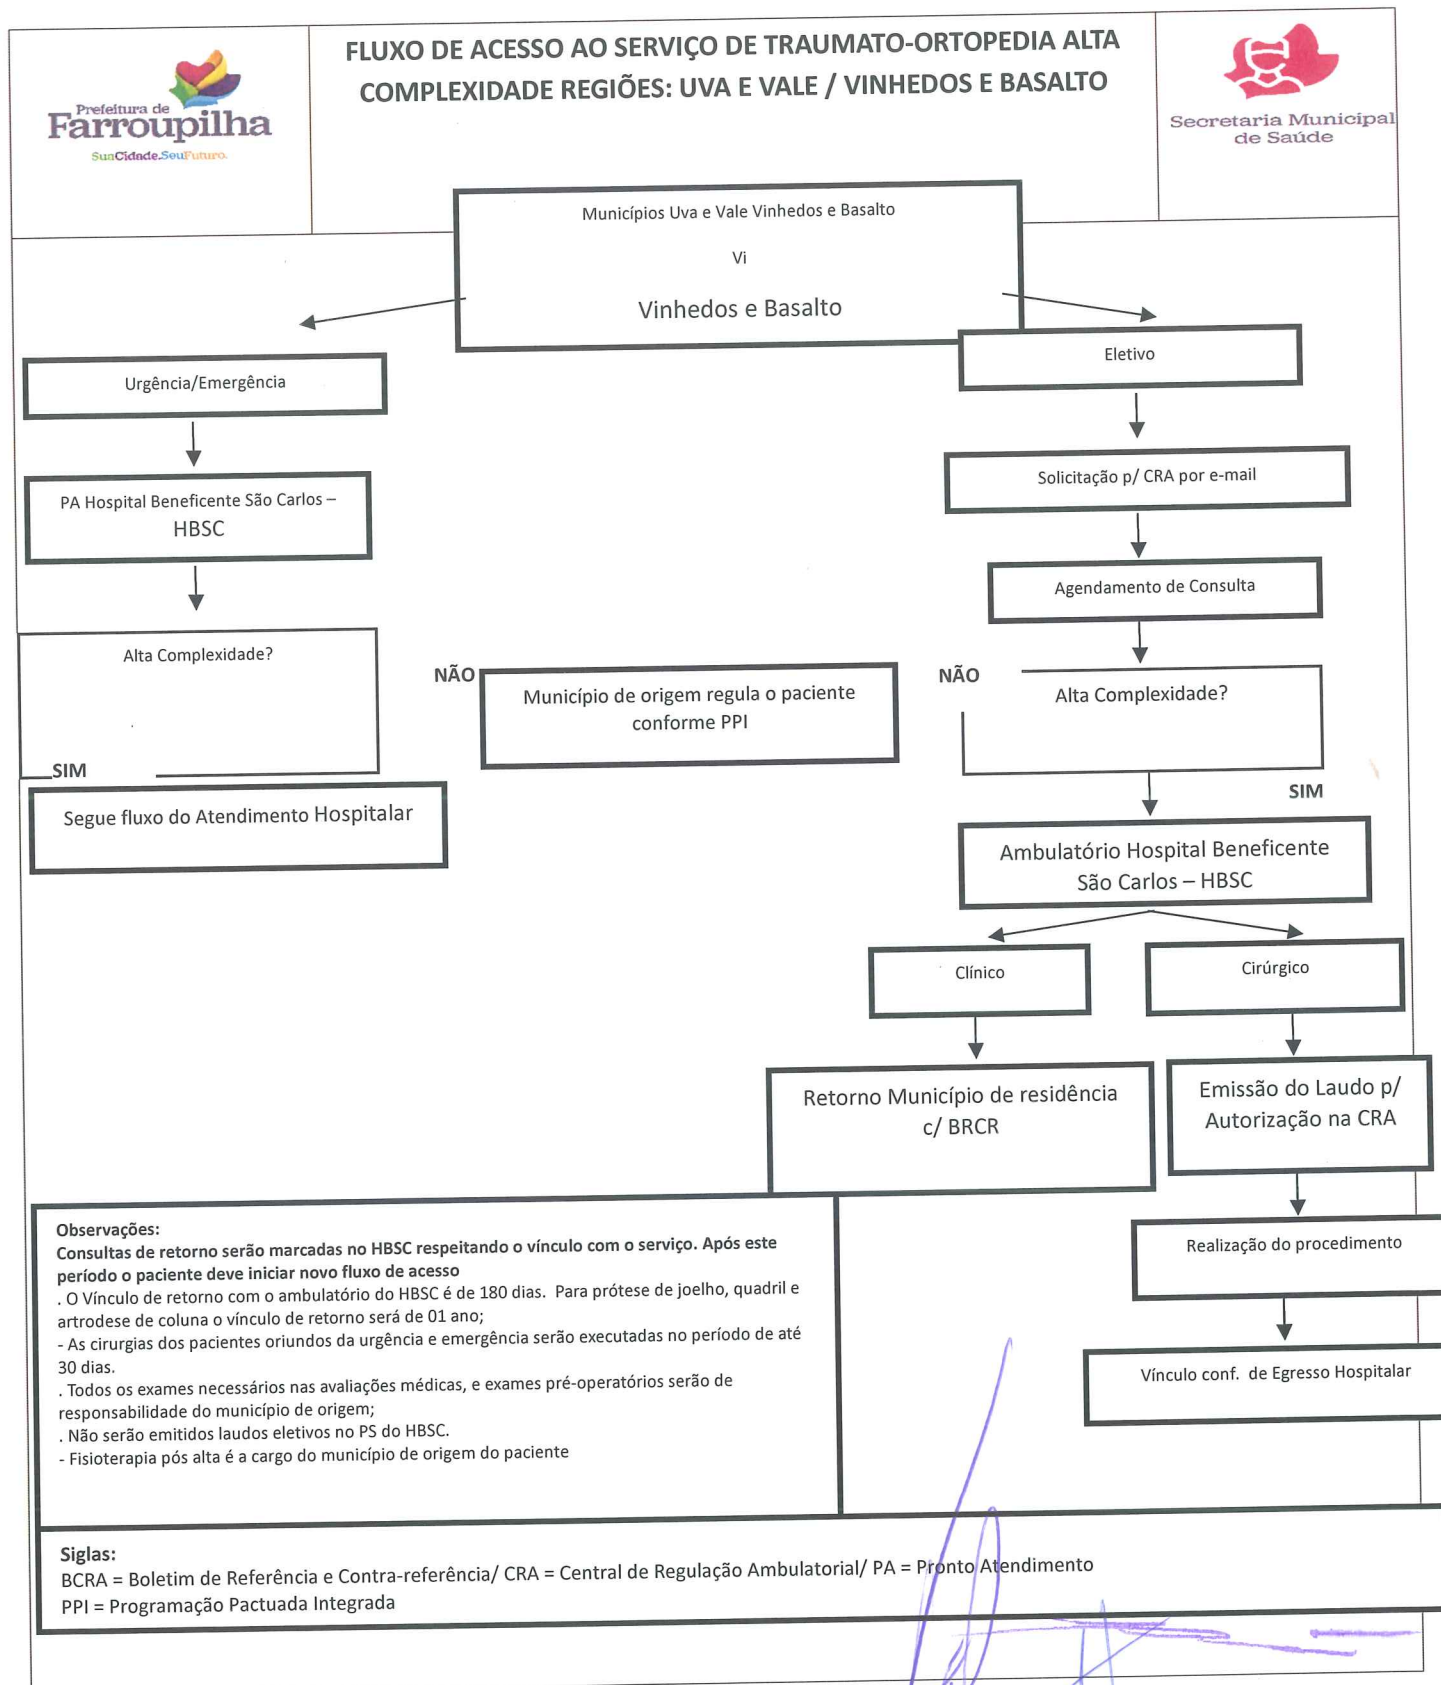 Prefeitura de
Farroupilha
SuaCidade.SeuFuturo.
FLUXO DE ACESSO AO SERVIÇO DE TRAUMATO-ORTOPEDIA ALTA
COMPLEXIDADE REGIÕES: UVA E VALE / VINHEDOS E BASALTO
Secretaria Municipal
de Saúde
Municípios Uva e Vale Vinhedos e Basalto
Vi
Vinhedos e Basalto
Urgência/Emergência
Eletivo
PA Hospital Beneficente São Carlos –
HBSC
Solicitação p/ CRA por e-mail
Agendamento de Consulta
Alta Complexidade?
NÃO
Município de origem regula o paciente
conforme PPI
NÃO
Alta Complexidade?
SIM
SIM
Segue fluxo do Atendimento Hospitalar
Ambulatório Hospital Beneficente
São Carlos – HBSC
Clínico
Cirúrgico
Retorno Município de residência
c/ BRCR
Emissão do Laudo p/
Autorização na CRA
Realização do procedimento
Vínculo conf. de Egresso Hospitalar
Observações:
Consultas de retorno serão marcadas no HBSC respeitando o vínculo com o serviço. Após este
período o paciente deve iniciar novo fluxo de acesso
. O Vínculo de retorno com o ambulatório do HBSC é de 180 dias. Para prótese de joelho, quadril e
artrodese de coluna o vínculo de retorno será de 01 ano;
- As cirurgias dos pacientes oriundos da urgência e emergência serão executadas no período de até
30 dias.
. Todos os exames necessários nas avaliações médicas, e exames pré-operatórios serão de
responsabilidade do município de origem;
. Não serão emitidos laudos eletivos no PS do HBSC.
- Fisioterapia pós alta é a cargo do município de origem do paciente
Siglas:
BCRA = Boletim de Referência e Contra-referência/ CRA = Central de Regulação Ambulatorial/ PA = Pronto Atendimento
PPI = Programação Pactuada Integrada